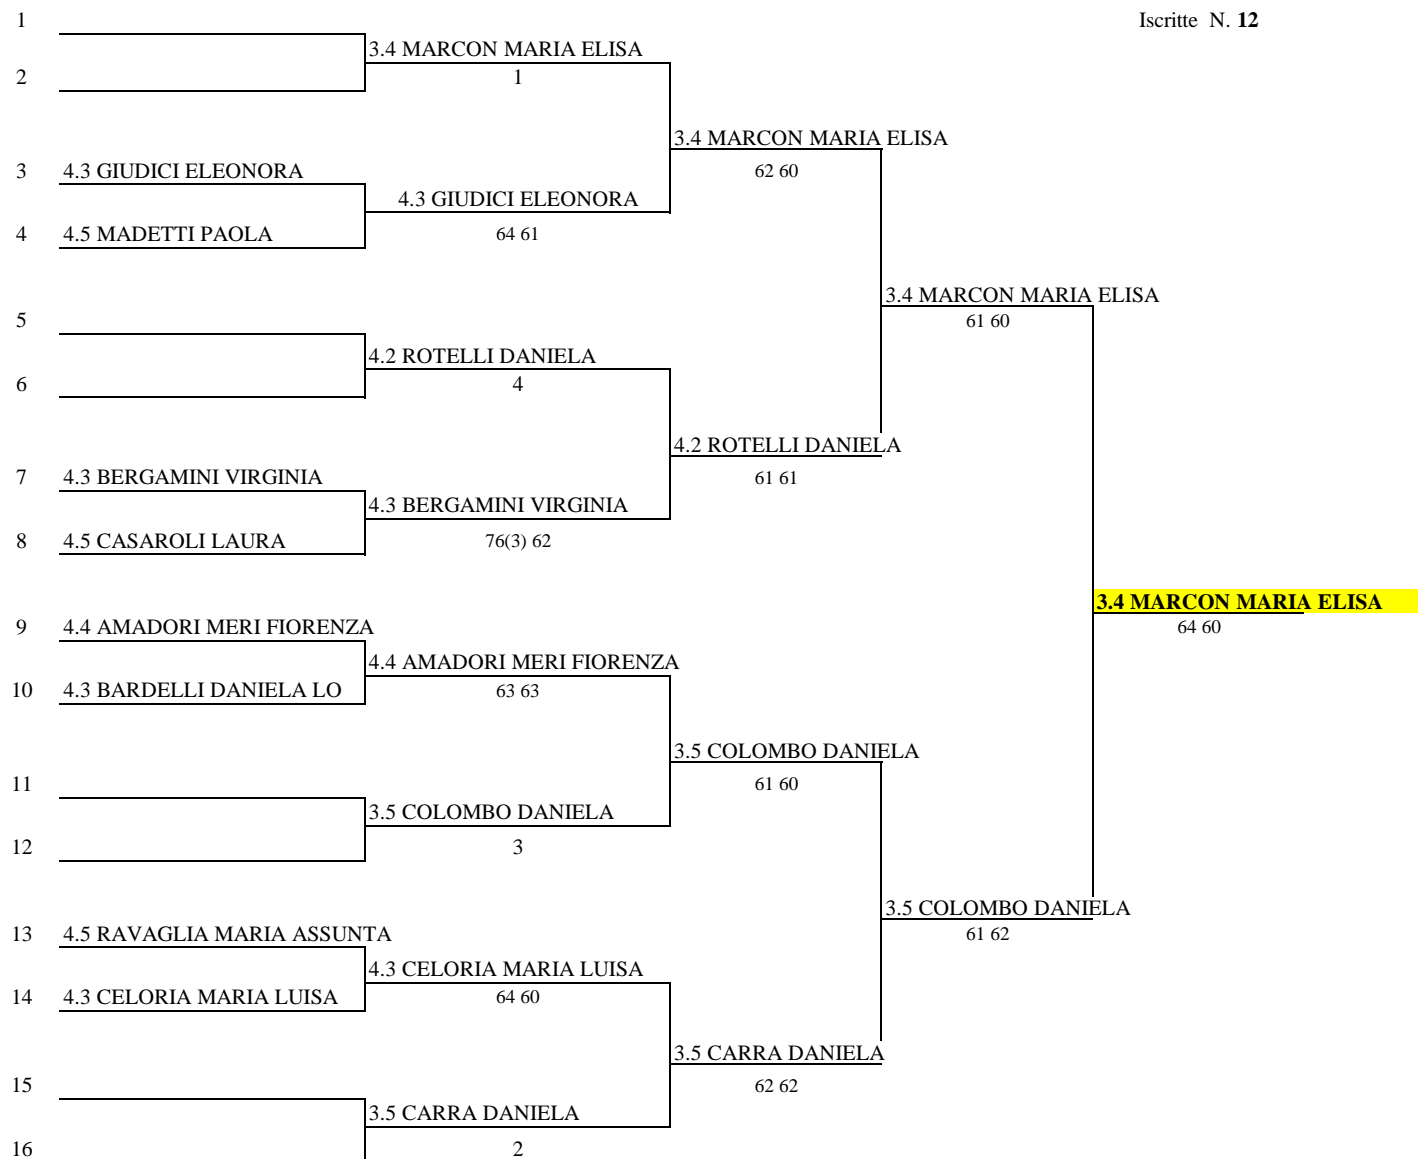 1
Iscritte N. 12
3.4 MARCON MARIA ELISA
2
1
3.4 MARCON MARIA ELISA
3 4.3 GIUDICI ELEONORA
62 60
4.3 GIUDICI ELEONORA
4 4.5 MADETTI PAOLA
64 61
3.4 MARCON MARIA ELISA
5
61 60
4.2 ROTELLI DANIELA
6
4
4.2 ROTELLI DANIELA
7 4.3 BERGAMINI VIRGINIA
61 61
4.3 BERGAMINI VIRGINIA
8 4.5 CASAROLI LAURA
76(3) 62
3.4 MARCON MARIA ELISA
9 4.4 AMADORI MERI FIORENZA
64 60
4.4 AMADORI MERI FIORENZA
10 4.3 BARDELLI DANIELA LO
63 63
3.5 COLOMBO DANIELA
11
61 60
3.5 COLOMBO DANIELA
12
3
3.5 COLOMBO DANIELA
13 4.5 RAVAGLIA MARIA ASSUNTA
61 62
4.3 CELORIA MARIA LUISA
14 4.3 CELORIA MARIA LUISA
64 60
3.5 CARRA DANIELA
15
62 62
3.5 CARRA DANIELA
16
2